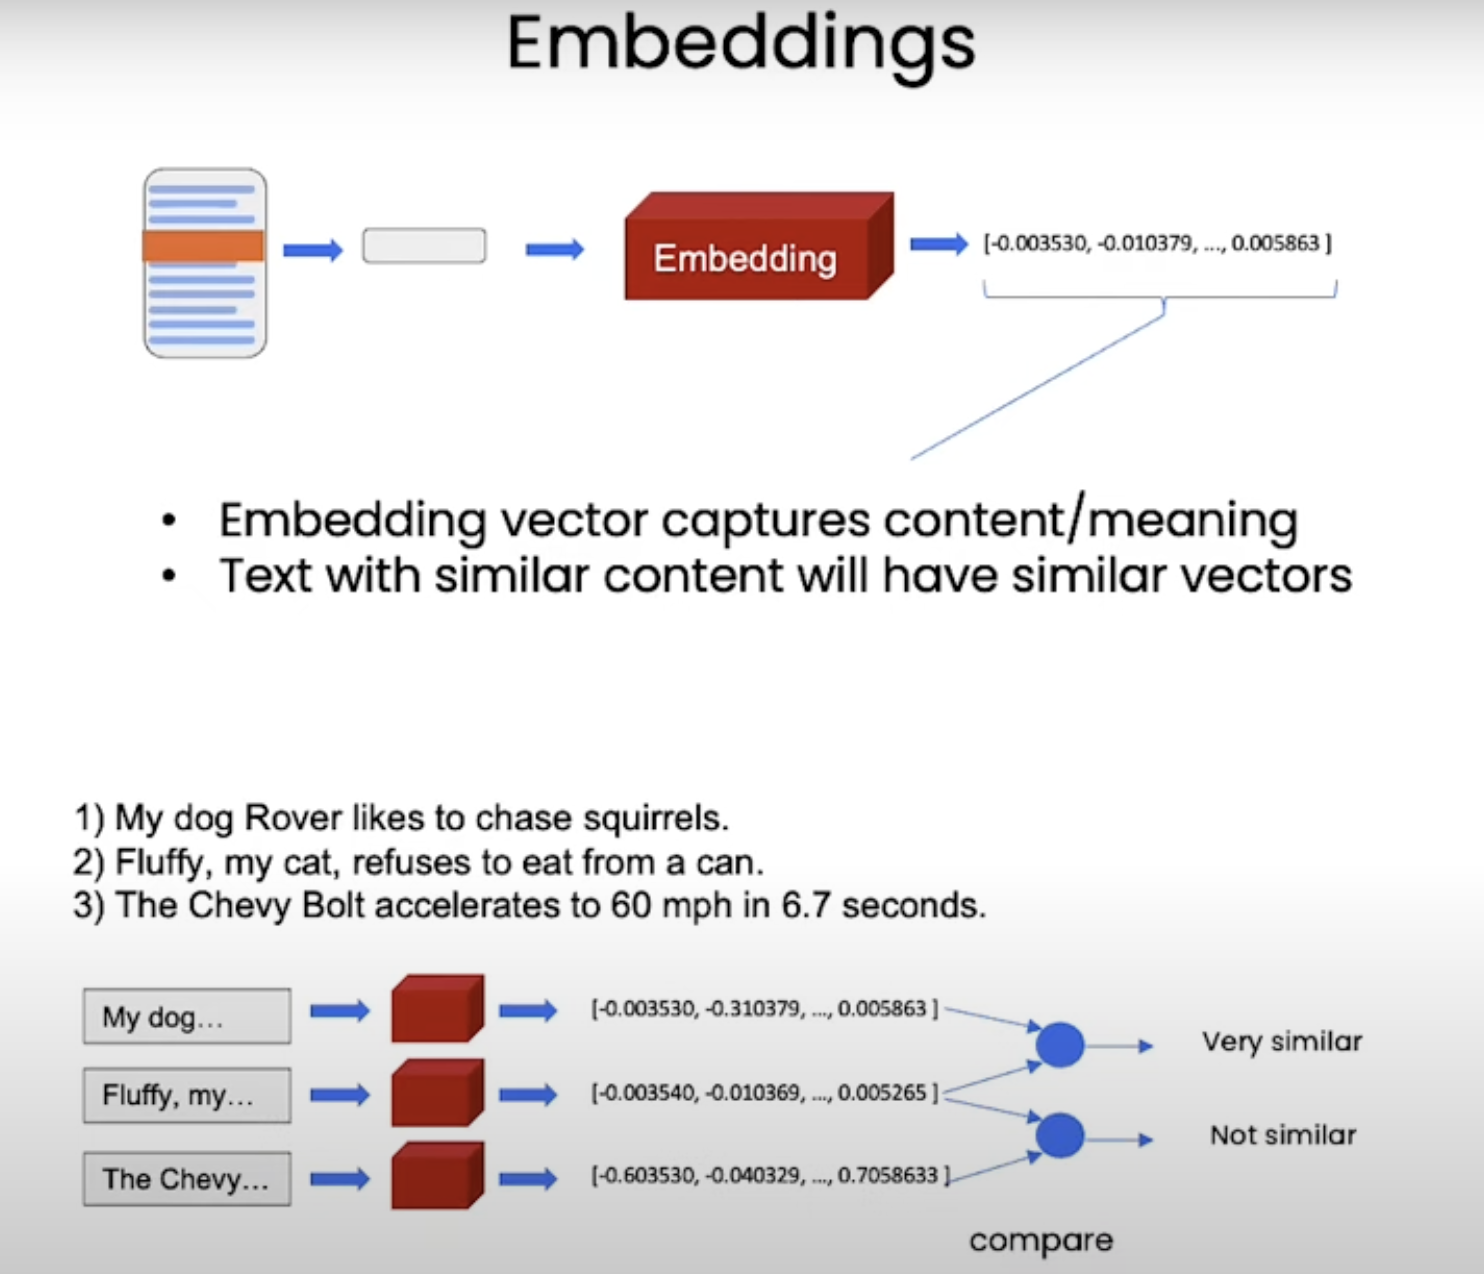 Embeddings
Embedding
[-0.003530, -0.010379, ..., 0.005863 ]
• Embedding vector captures content/meaning
• Text with similar content will have similar vectors
1) My dog Rover likes to chase squirrels.
2) Fluffy, my cat, refuses to eat from a can.
3) The Chevy Bolt accelerates to 60 mph in 6.7 seconds.
My dog...
[-0.003530, -0.310379, ..., 0.005863 ]
Very similar
Fluffy, my...
[-0.003540, -0.010369, ..., 0.005265 ]
Not similar
The Chevy...
[-0.603530, -0.040329, ..., 0.7058633 ]
compare